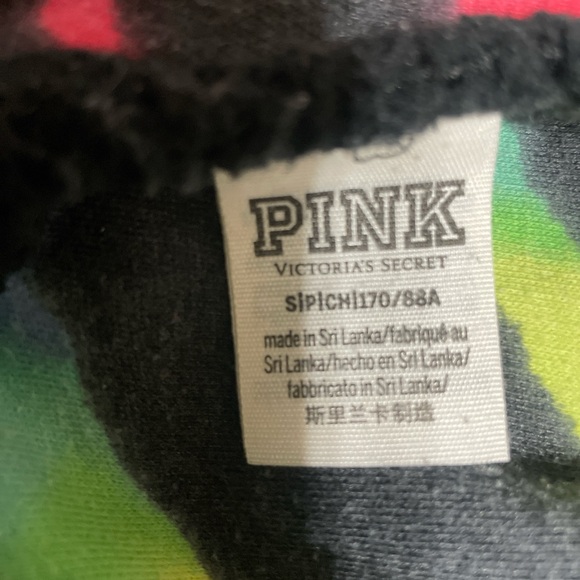 PINK
VICTORIA'S SECRET
S|P|CH|170/88A
made in Sri Lanka/fabriqué au
Sri Lanka/hecho en Sri Lanka/
fabbricato in Sri Lanka/
斯里兰卡制造